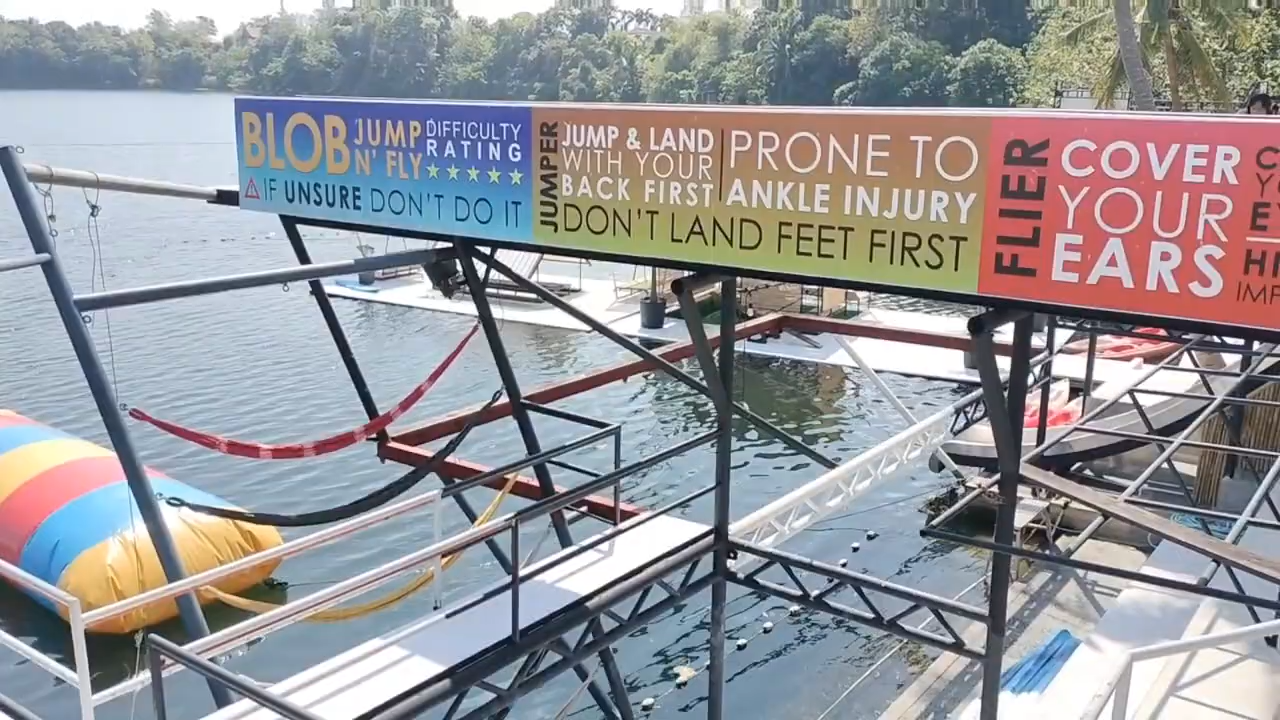 BLOB JUMP N' FLY
DIFFICULTY RATING
IF UNSURE DON'T DO IT
JUMPER
JUMP & LAND
WITH YOUR
BACK FIRST
PRONE TO
ANKLE INJURY
DON'T LAND FEET FIRST
FLIER
COVER
YOUR
EARS